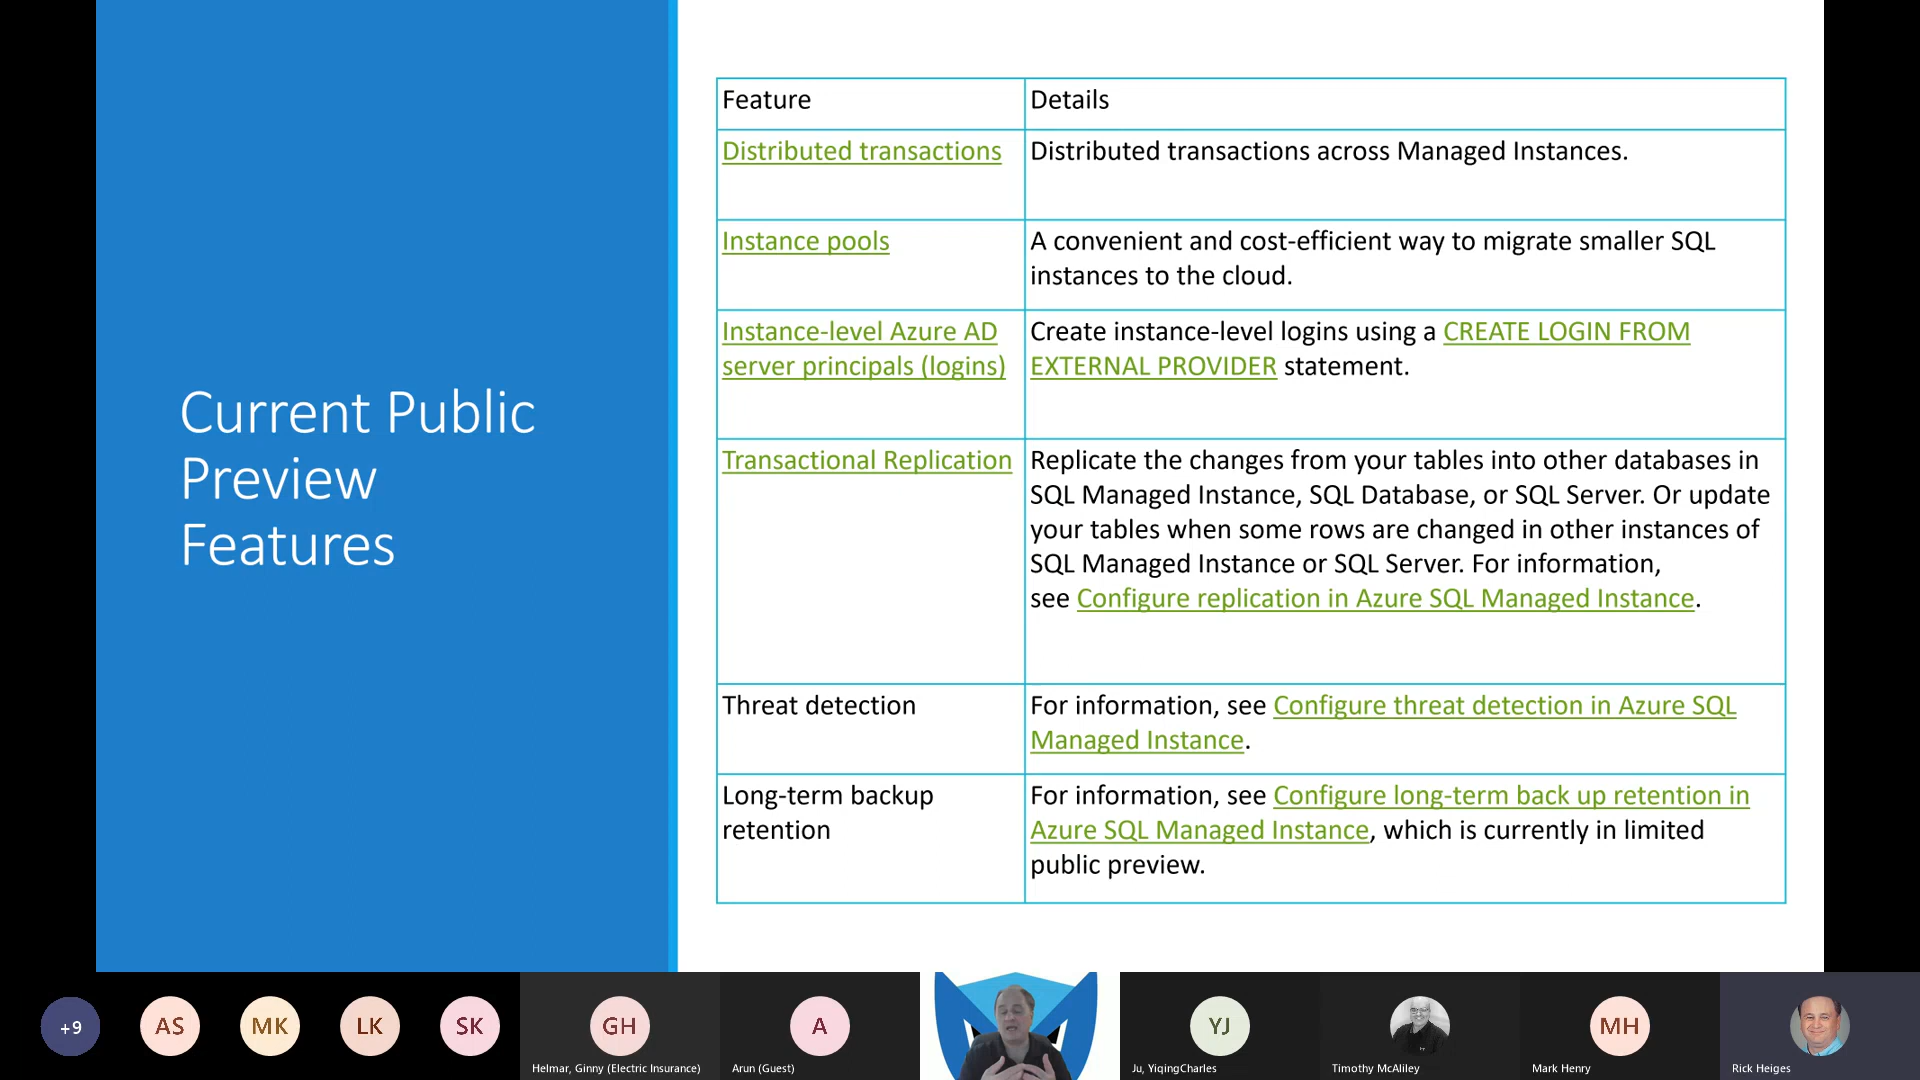 Current Public
Preview
Features
Feature
Details
Distributed transactions
Distributed transactions across Managed Instances.
Instance pools
A convenient and cost-efficient way to migrate smaller SQL
instances to the cloud.
Instance-level Azure AD
server principals (logins)
Create instance-level logins using a CREATE LOGIN FROM
EXTERNAL PROVIDER statement.
Transactional Replication
Replicate the changes from your tables into other databases in
SQL Managed Instance, SQL Database, or SQL Server. Or update
your tables when some rows are changed in other instances of
SQL Managed Instance or SQL Server. For information,
see Configure replication in Azure SQL Managed Instance.
Threat detection
For information, see Configure threat detection in Azure SQL
Managed Instance.
Long-term backup
retention
For information, see Configure long-term back up retention in
Azure SQL Managed Instance, which is currently in limited
public preview.
+9
AS
MK
LK
SK
GH
Helmar, Ginny (Electric Insurance)
A
Arun (Guest)
YJ
Ju, YiqingCharles
Timothy McAliley
MH
Mark Henry
Rick Heiges